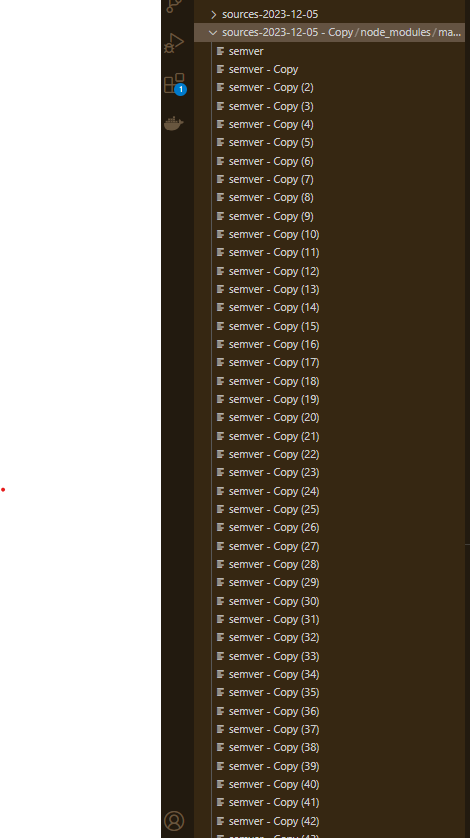 sources-2023-12-05
sources-2023-12-05 - Copy / node_modules / ma...
semver
semver - Copy
1
semver - Copy (2)
semver - Copy (3)
semver - Copy (4)
semver - Copy (5)
semver - Copy (6)
semver - Copy (7)
semver - Copy (8)
semver - Copy (9)
semver - Copy (10)
semver - Copy (11)
semver - Copy (12)
semver - Copy (13)
semver - Copy (14)
semver - Copy (15)
semver - Copy (16)
semver - Copy (17)
semver - Copy (18)
semver - Copy (19)
semver - Copy (20)
semver - Copy (21)
semver - Copy (22)
semver - Copy (23)
semver - Copy (24)
semver - Copy (25)
semver - Copy (26)
semver - Copy (27)
semver - Copy (28)
semver - Copy (29)
semver - Copy (30)
semver - Copy (31)
semver - Copy (32)
semver - Copy (33)
semver - Copy (34)
semver - Copy (35)
semver - Copy (36)
semver - Copy (37)
semver - Copy (38)
semver - Copy (39)
semver - Copy (40)
semver - Copy (41)
semver - Copy (42)